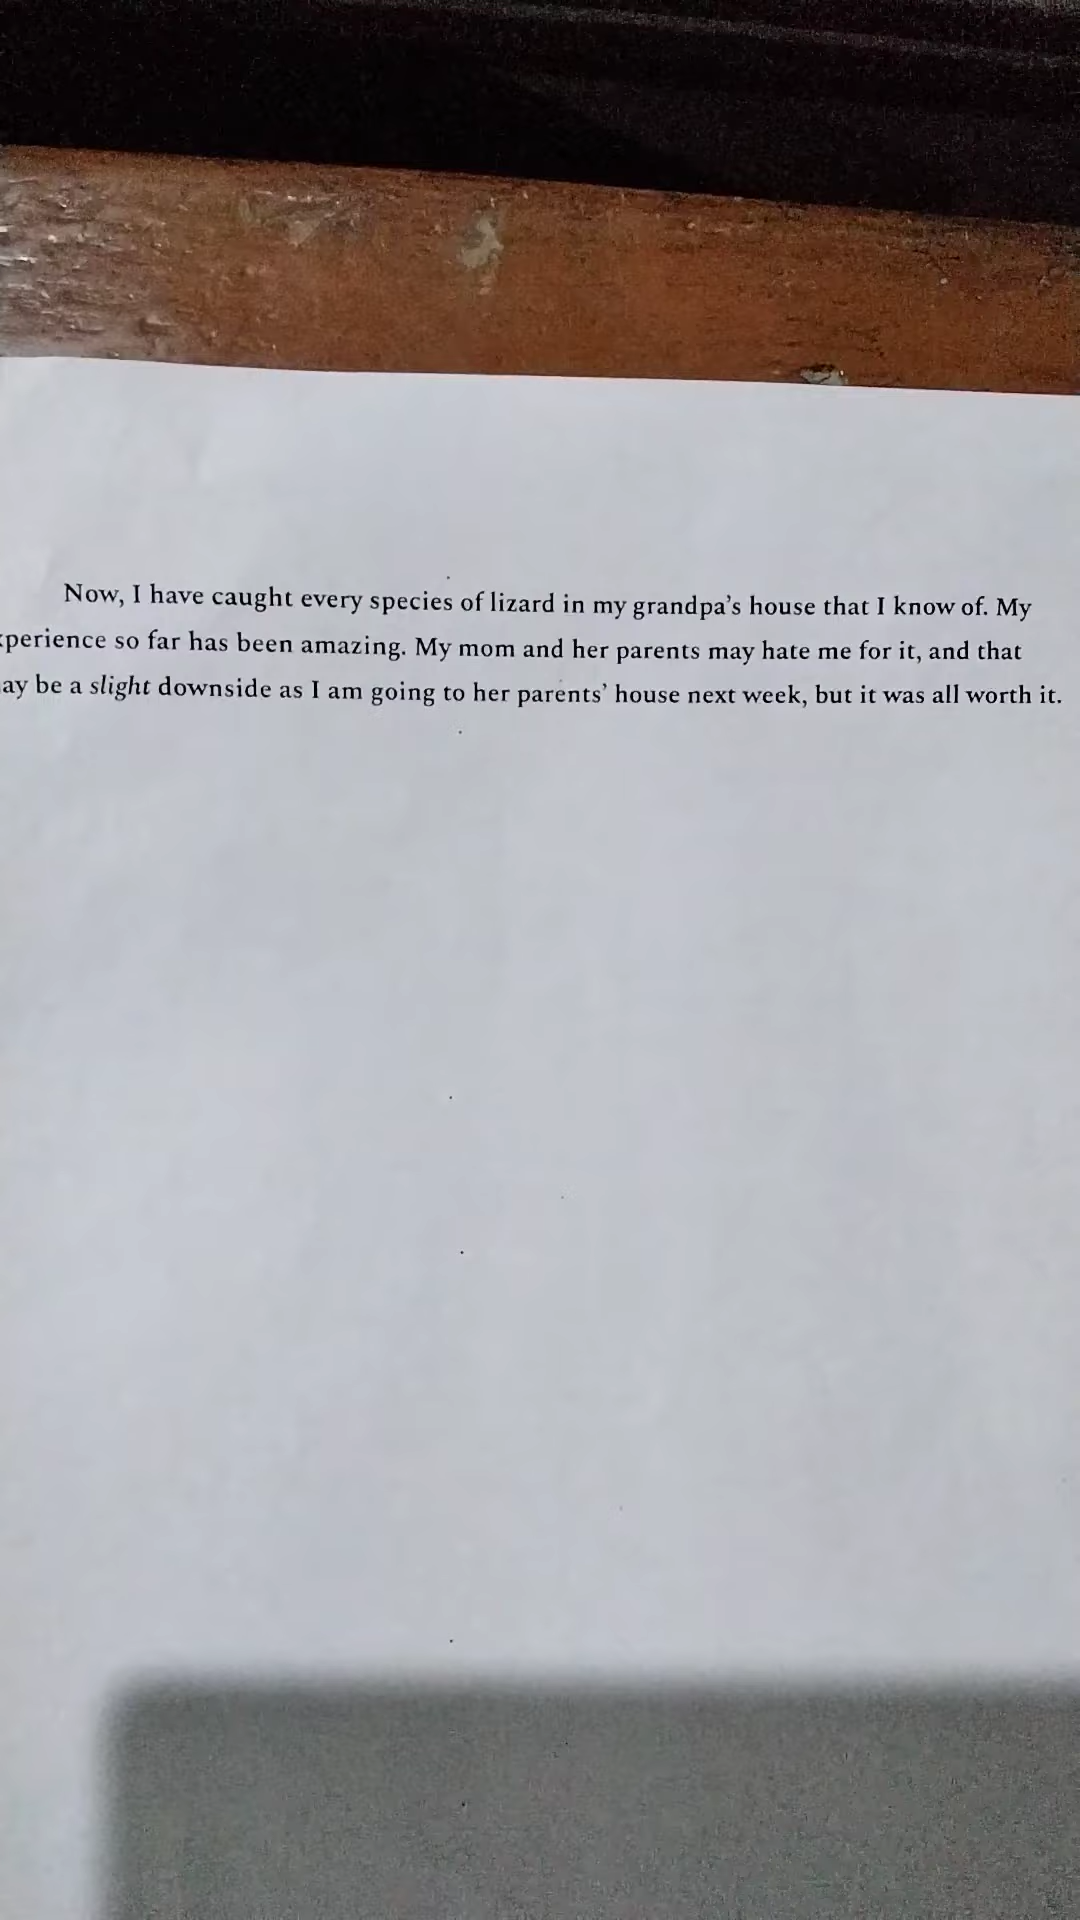 Now, I have caught every species of lizard in my grandpa's house that I know of. My
xperience so far has been amazing. My mom and her parents may hate me for it, and that
ay be a slight downside as I am going to her parents' house next week, but it was all worth it.